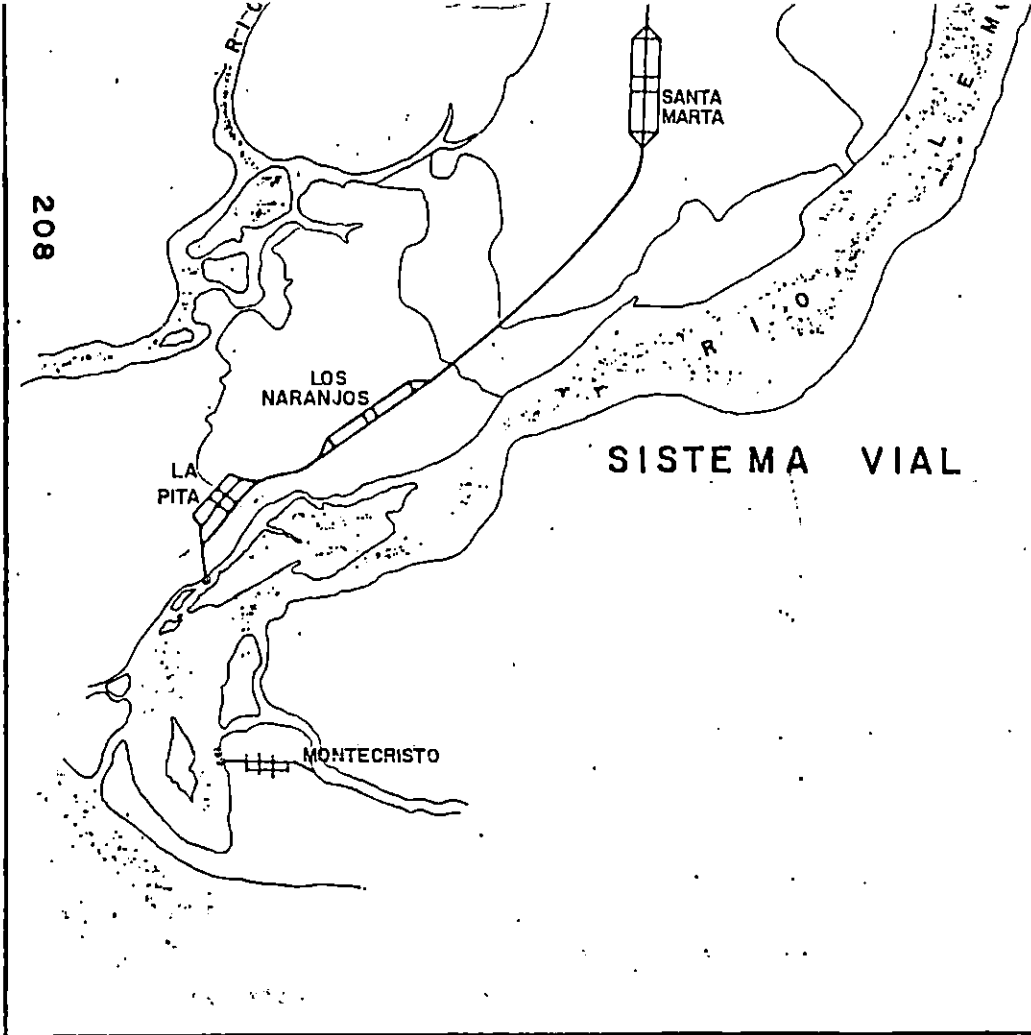 R-I-O
SANTA
MARTA
208
R I O L E M
LOS
NARANJOS
SISTEMA VIAL
LA
PITA
MONTECRISTO